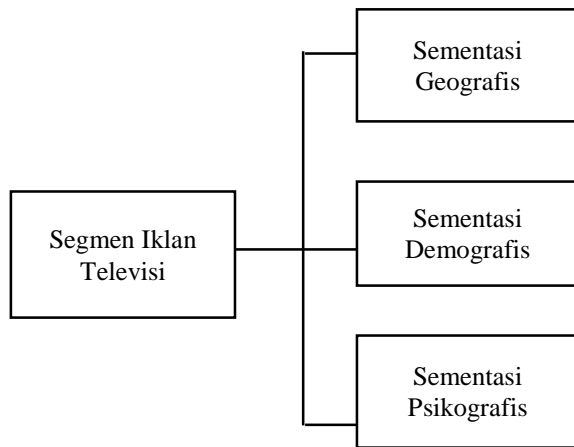 Sementasi
Geografis
Segmen Iklan
Televisi
Sementasi
Demografis
Sementasi
Psikografis